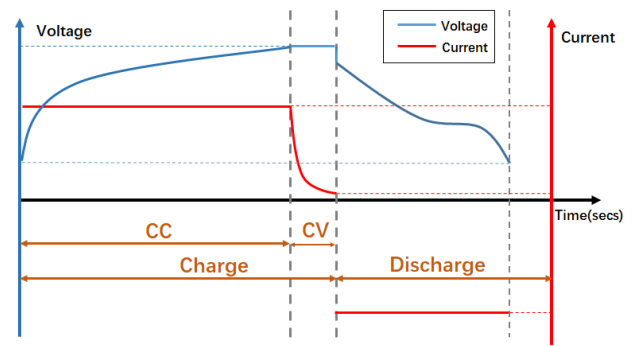 Voltage
Voltage
Current
Current
Time(secs)
CC
CV
Charge
Discharge